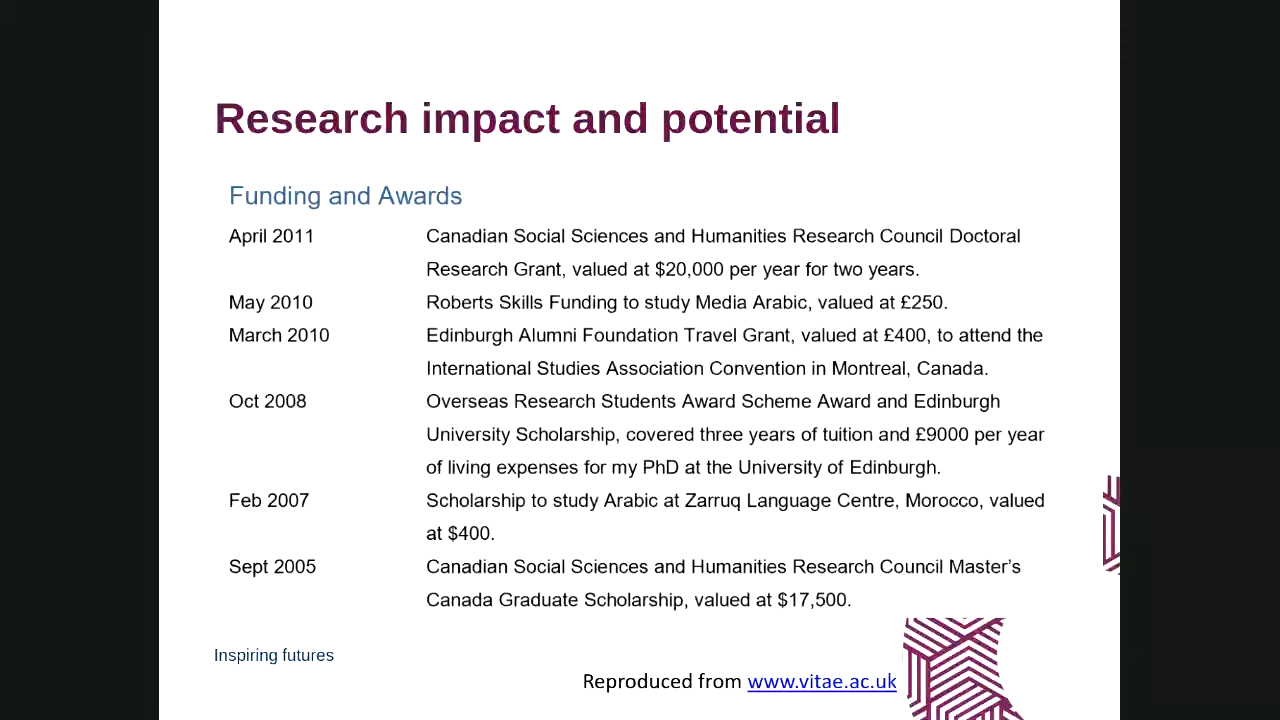 Research impact and potential
Funding and Awards
April 2011 Canadian Social Sciences and Humanities Research Council Doctoral
Research Grant, valued at $20,000 per year for two years.
May 2010 Roberts Skills Funding to study Media Arabic, valued at £250.
March 2010 Edinburgh Alumni Foundation Travel Grant, valued at £400, to attend the
International Studies Association Convention in Montreal, Canada.
Oct 2008 Overseas Research Students Award Scheme Award and Edinburgh
University Scholarship, covered three years of tuition and £9000 per year
of living expenses for my PhD at the University of Edinburgh.
Feb 2007 Scholarship to study Arabic at Zarruq Language Centre, Morocco, valued
at $400.
Sept 2005 Canadian Social Sciences and Humanities Research Council Master’s
Canada Graduate Scholarship, valued at $17,500.
Inspiring futures
Reproduced from www.vitae.ac.uk